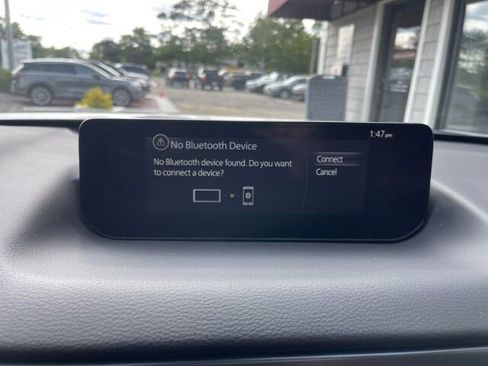 1:47pm
No Bluetooth Device
No Bluetooth device found. Do you want
to connect a device?
Connect
Cancel